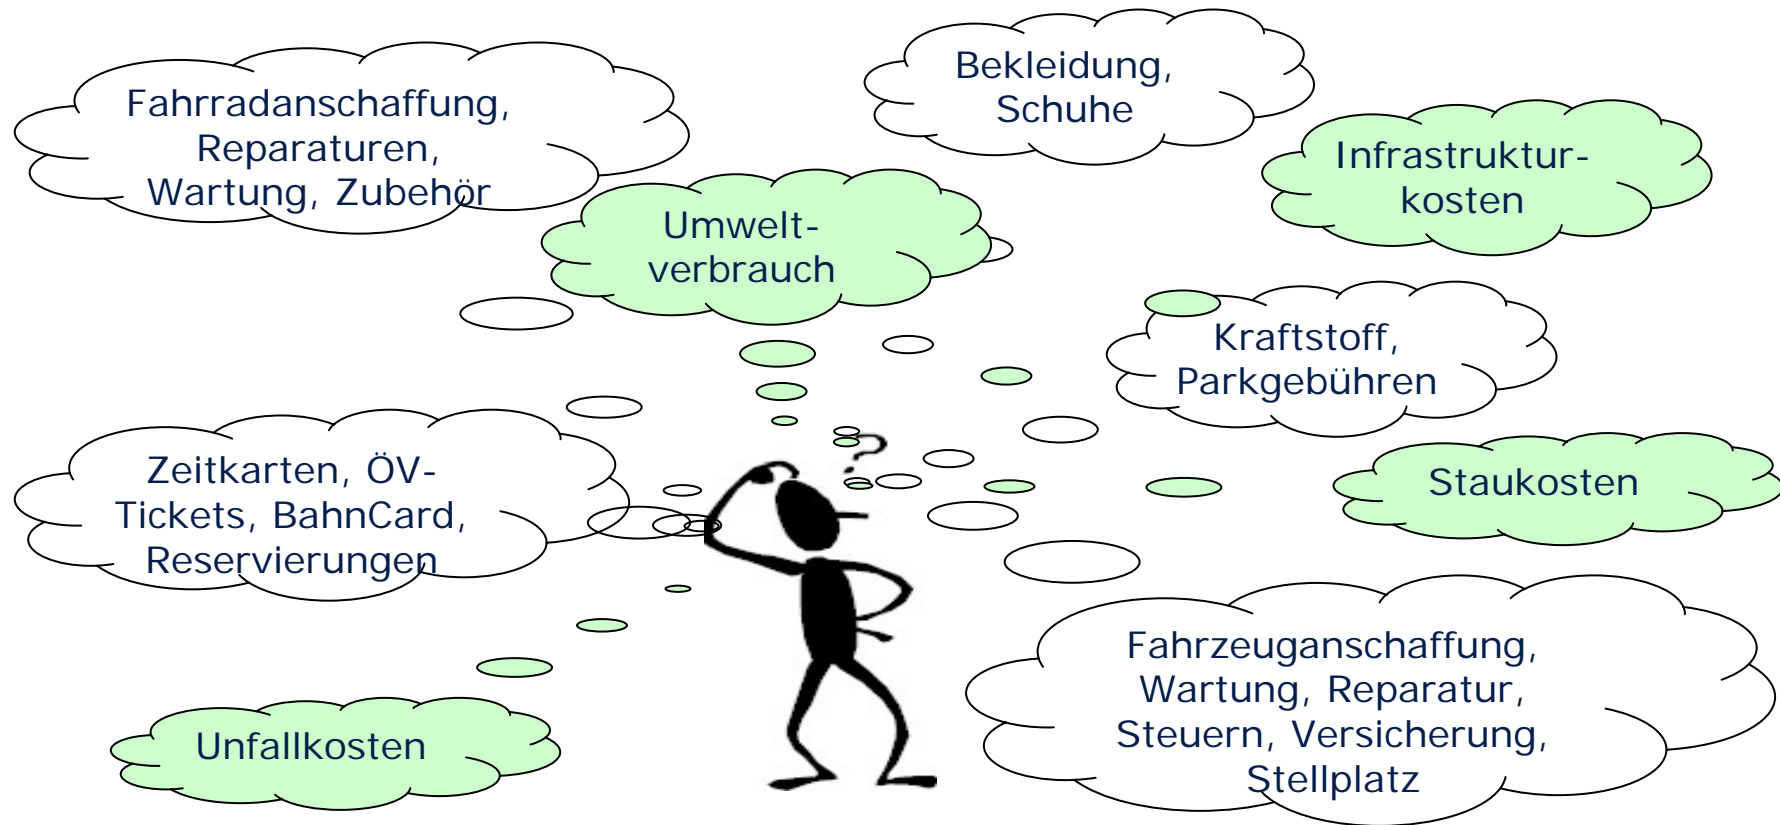 Bekleidung,
Schuhe
Fahrradanschaffung,
Reparaturen,
Wartung, Zubehör
Infrastruktur-
kosten
Umwelt-
verbrauch
Kraftstoff,
Parkgebühren
Zeitkarten, ÖV-
Tickets, BahnCard,
Reservierungen
?
Staukosten
Fahrzeuganschaffung,
Wartung, Reparatur,
Steuern, Versicherung,
Stellplatz
Unfallkosten